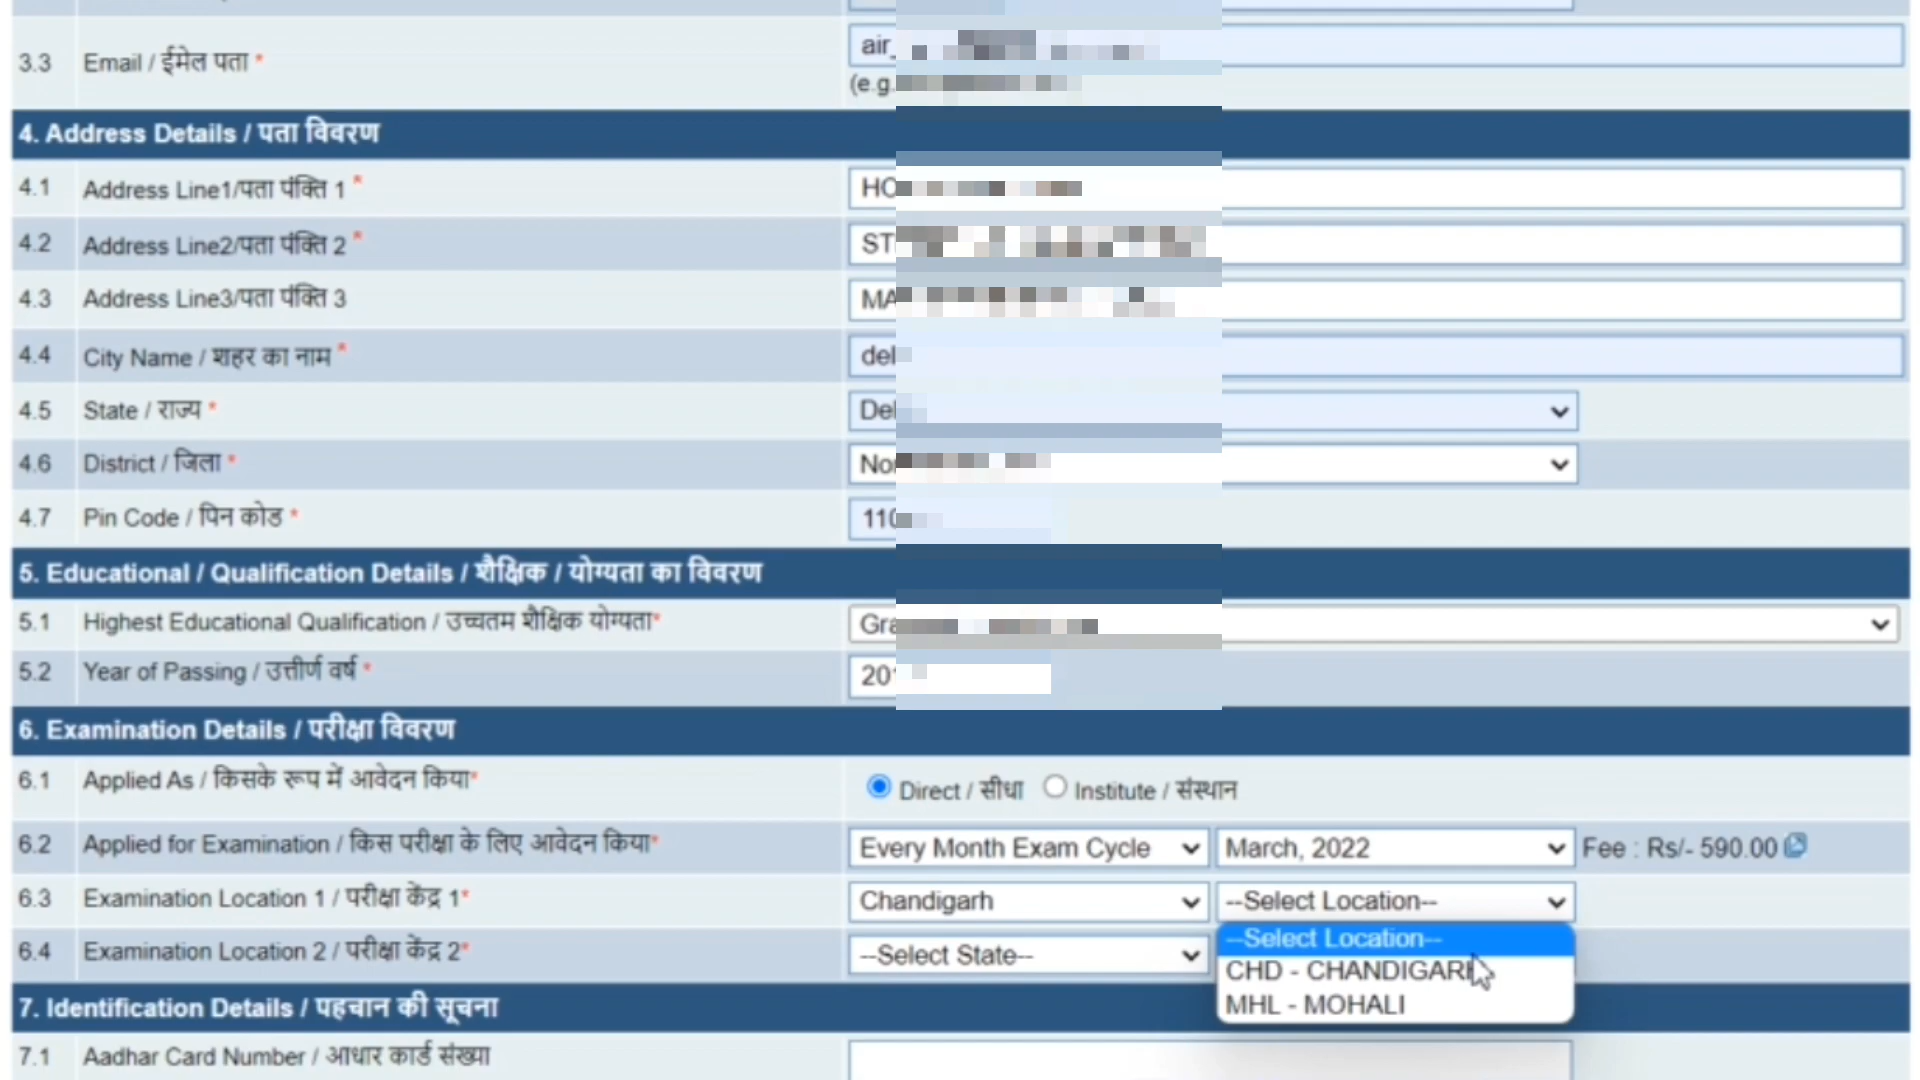 3.3 Email / ईमेल पता * air_
(e.g.
4. Address Details / पता विवरण
4.1 Address Line1/पता पंक्ति 1 * HO
4.2 Address Line2/पता पंक्ति 2 * ST
4.3 Address Line3/पता पंक्ति 3 MA
4.4 City Name / शहर का नाम * del
4.5 State / राज्य * Del
4.6 District / जिला * Nor
4.7 Pin Code / पिन कोड * 110
5. Educational / Qualification Details / शैक्षिक / योग्यता का विवरण
5.1 Highest Educational Qualification / उच्चतम शैक्षिक योग्यता* Gra
5.2 Year of Passing / उत्तीर्ण वर्ष * 201
6. Examination Details / परीक्षा विवरण
6.1 Applied As / किसके रूप में आवेदन किया* Direct / सीधा Institute / संस्थान
6.2 Applied for Examination / किस परीक्षा के लिए आवेदन किया* Every Month Exam Cycle March, 2022 Fee : Rs/- 590.00
6.3 Examination Location 1 / परीक्षा केंद्र 1* Chandigarh --Select Location--
--Select Location--
6.4 Examination Location 2 / परीक्षा केंद्र 2* --Select State--
CHD - CHANDIGARH
MHL - MOHALI
7. Identification Details / पहचान की सूचना
7.1 Aadhar Card Number / आधार कार्ड संख्या